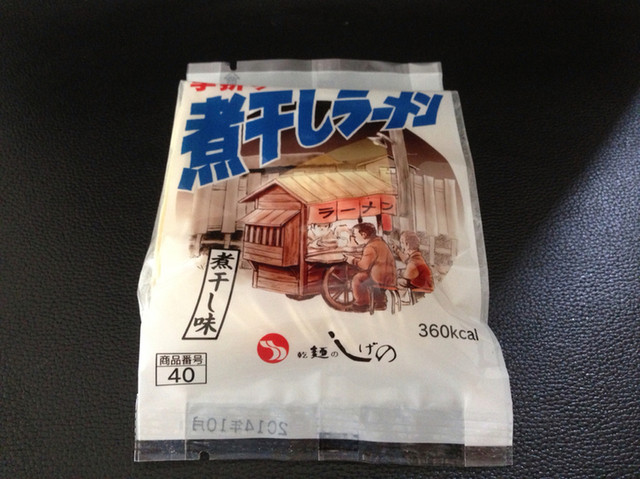 煮干しラーメン
ラーメン
煮干し味
360kcal
乾麺のしげの
商品番号
40
2014年10月